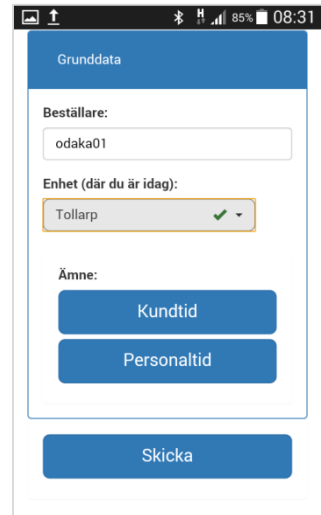 H 85% 08:31
Grunddata
Beställare:
odaka01
Enhet (där du är idag):
Tollarp
Ämne:
Kundtid
Personaltid
Skicka